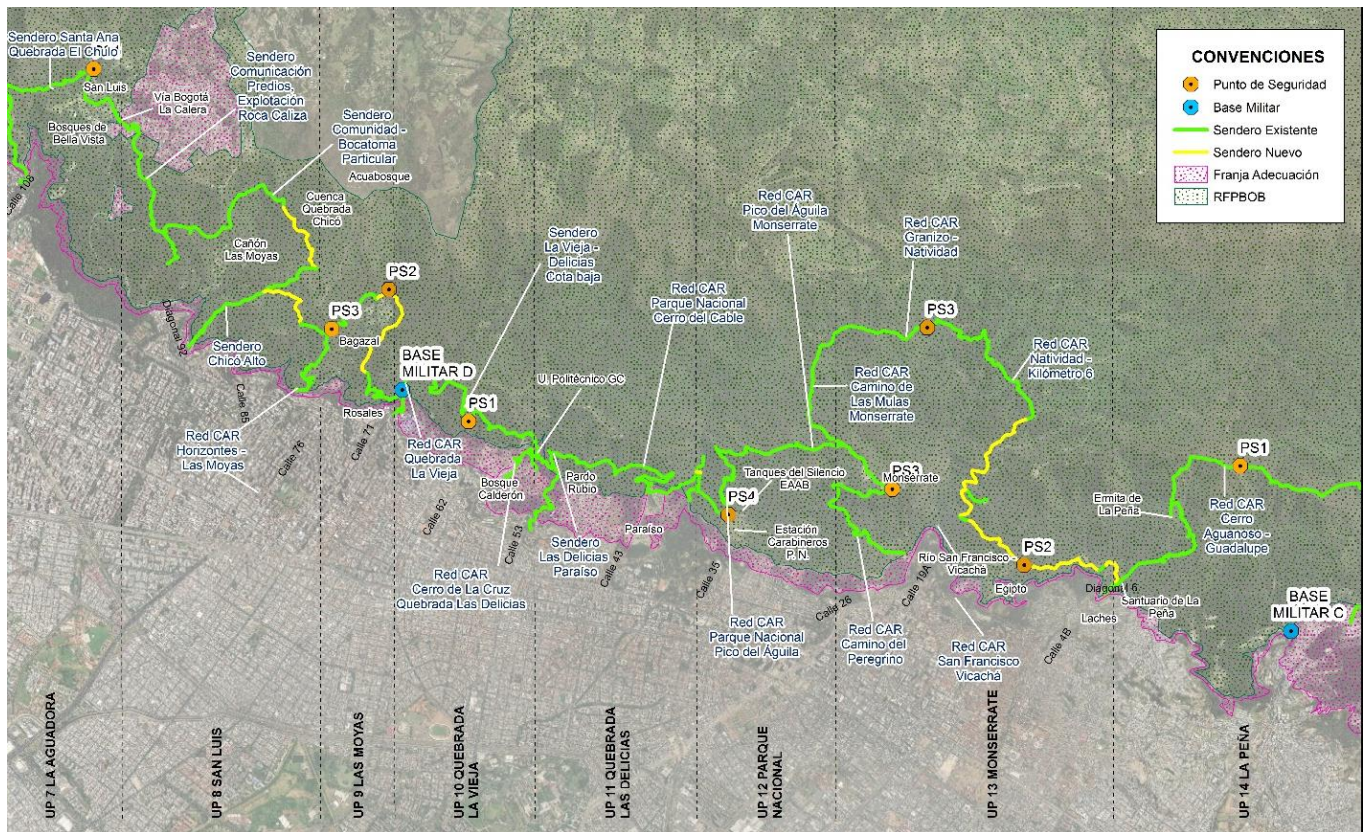 CONVENCIONES
Punto de Seguridad
Base Militar
Sendero Existente
Sendero Nuevo
Franja Adecuación
RFPBOB
Sendero Santa Ana
Quebrada El Chulo
San Luis
Vía Bogotá
La Calera
Bosques de
Bella Vista
Sendero
Comunicación
Predios,
Explotación
Roca Caliza
Sendero
Comunidad -
Bocatoma
Particular
Acuabosque
Cuenca
Quebrada
Chicó
Cañón
Las Moyas
Calle 108
Diagonal 92
Sendero
Chicó Alto
PS2
PS3
Bagazal
BASE
MILITAR D
Rosales
Calle 85
Calle 76
Calle 71
Red CAR
Horizontes -
Las Moyas
Sendero
La Vieja -
Delicias
Cota baja
PS1
Red CAR
Quebrada
La Vieja
Calle 62
U. Politécnico GC
Red CAR
Parque Nacional
Cerro del Cable
Bosque
Calderón
Pardo
Rubio
Calle 53
Paraíso
Calle 43
Sendero
Las Delicias
Paraíso
Red CAR
Cerro de La Cruz
Quebrada Las Delicias
Red CAR
Pico del Águila
Monserrate
Red CAR
Granizo -
Natividad
PS3
Red CAR
Natividad -
Kilómetro 6
Red CAR
Camino de
Las Mulas
Monserrate
Tanques del Silencio
EAAB
PS3
Monserrate
PS4
Estación
Carabineros
P. N.
Calle 35
Calle 26
Calle 19A
Red CAR
Parque Nacional
Pico del Águila
Red CAR
Camino del
Peregrino
Río San Francisco -
Vicachá
PS2
Egipto
Red CAR
San Francisco
Vicachá
Calle 4B
Diagonal 6
Laches
Santuario de La
Peña
Ermita de
La Peña
PS1
Red CAR
Cerro
Aguanoso -
Guadalupe
BASE
MILITAR C
UP 7 LA AGUADORA
UP 8 SAN LUIS
UP 9 LAS MOYAS
UP 10 QUEBRADA
LA VIEJA
UP 11 QUEBRADA
LAS DELICIAS
UP 12 PARQUE
NACIONAL
UP 13 MONSERRATE
UP 14 LA PEÑA